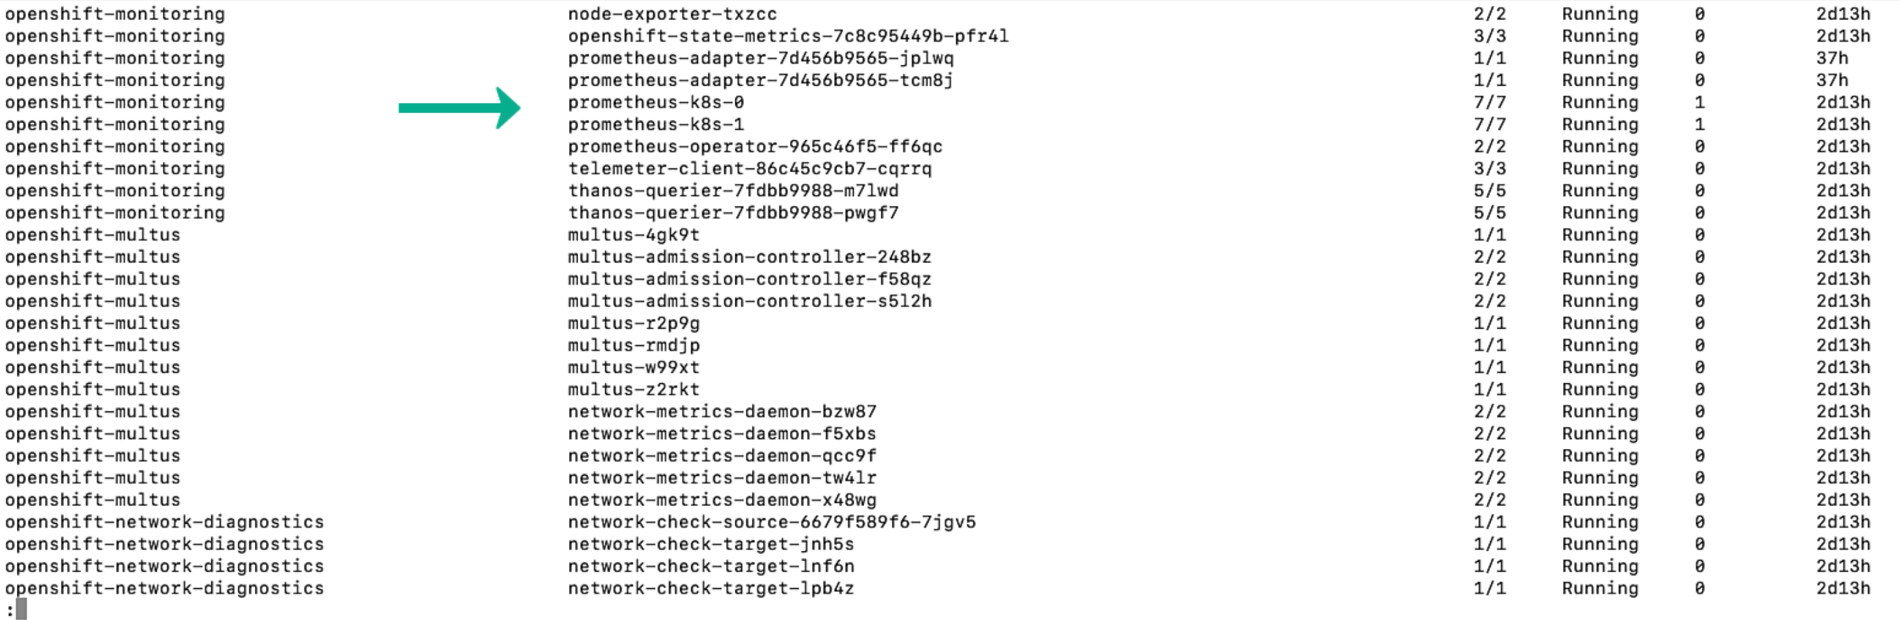 openshift-monitoring node-exporter-txzcc 2/2 Running 0 2d13h
openshift-monitoring openshift-state-metrics-7c8c95449b-pfr4l 3/3 Running 0 2d13h
openshift-monitoring prometheus-adapter-7d456b9565-jplwq 1/1 Running 0 37h
openshift-monitoring prometheus-adapter-7d456b9565-tcm8j 1/1 Running 0 37h
openshift-monitoring prometheus-k8s-0 7/7 Running 1 2d13h
openshift-monitoring prometheus-k8s-1 7/7 Running 1 2d13h
openshift-monitoring prometheus-operator-965c46f5-ff6qc 2/2 Running 0 2d13h
openshift-monitoring telemeter-client-86c45c9cb7-cqrrq 3/3 Running 0 2d13h
openshift-monitoring thanos-querier-7fdbb9988-m7lwd 5/5 Running 0 2d13h
openshift-monitoring thanos-querier-7fdbb9988-pwgf7 5/5 Running 0 2d13h
openshift-multus multus-4gk9t 1/1 Running 0 2d13h
openshift-multus multus-admission-controller-248bz 2/2 Running 0 2d13h
openshift-multus multus-admission-controller-f58qz 2/2 Running 0 2d13h
openshift-multus multus-admission-controller-s5l2h 2/2 Running 0 2d13h
openshift-multus multus-r2p9g 1/1 Running 0 2d13h
openshift-multus multus-rmdjp 1/1 Running 0 2d13h
openshift-multus multus-w99xt 1/1 Running 0 2d13h
openshift-multus multus-z2rkt 1/1 Running 0 2d13h
openshift-multus network-metrics-daemon-bzw87 2/2 Running 0 2d13h
openshift-multus network-metrics-daemon-f5xbs 2/2 Running 0 2d13h
openshift-multus network-metrics-daemon-qcc9f 2/2 Running 0 2d13h
openshift-multus network-metrics-daemon-tw4lr 2/2 Running 0 2d13h
openshift-multus network-metrics-daemon-x48wg 2/2 Running 0 2d13h
openshift-network-diagnostics network-check-source-6679f589f6-7jgv5 1/1 Running 0 2d13h
openshift-network-diagnostics network-check-target-jnh5s 1/1 Running 0 2d13h
openshift-network-diagnostics network-check-target-lnf6n 1/1 Running 0 2d13h
openshift-network-diagnostics network-check-target-lpb4z 1/1 Running 0 2d13h
: